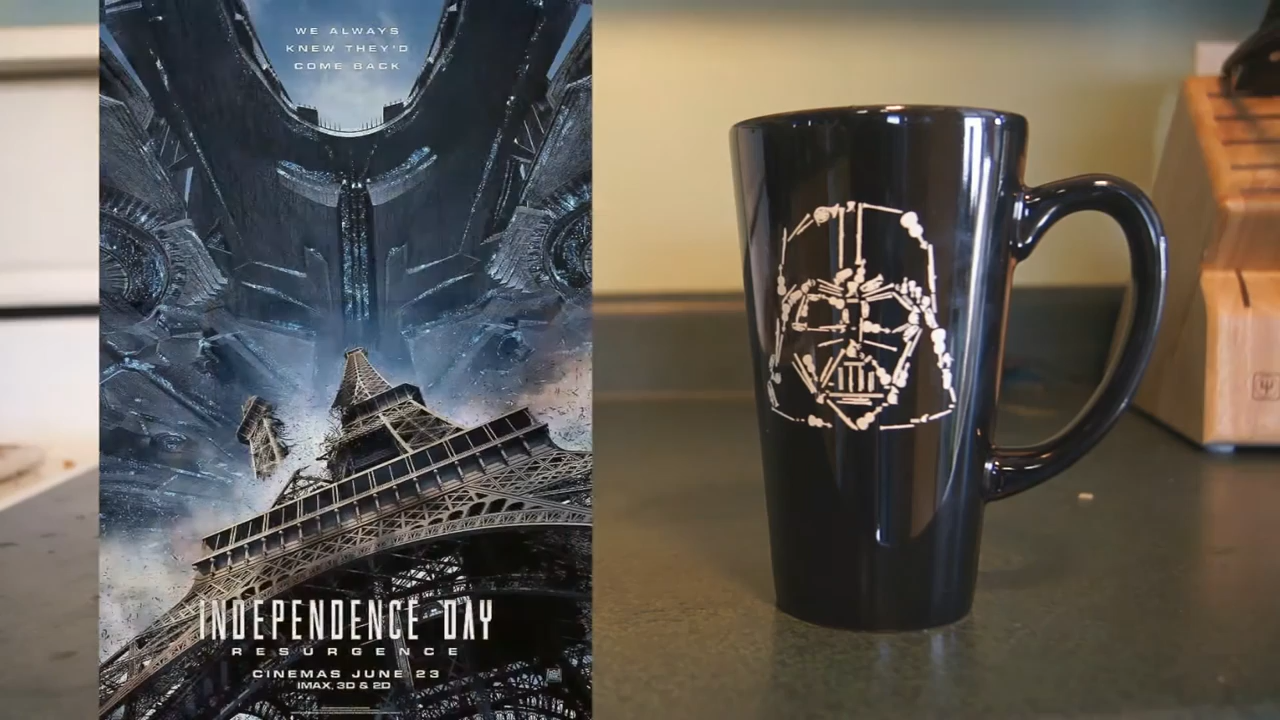 WE ALWAYS
KNEW THEY'D
COME BACK
INDEPENDENCE DAY
RESURGENCE
CINEMAS JUNE 23
IMAX, 3D & 2D